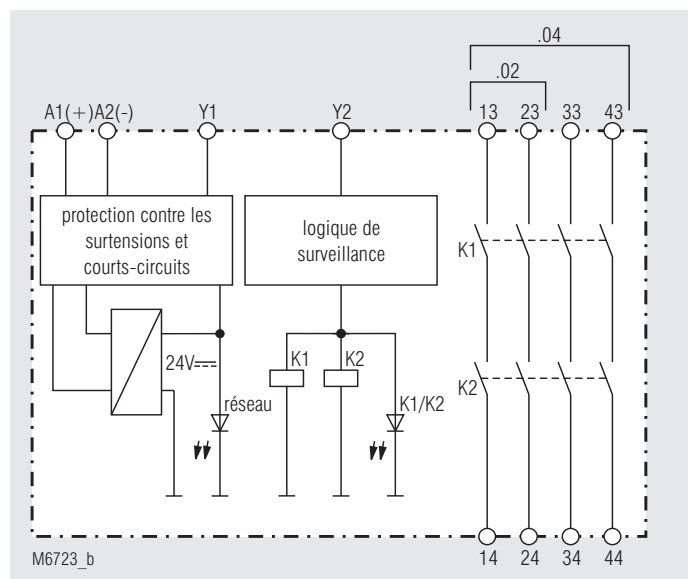 .04
.02
A1(+) A2(-) Y1 Y2 13 23 33 43
protection contre les
surtensions et
courts-circuits
logique de
surveillance
K1
24V
K1 K2
K2
réseau
K1/K2
M6723_b
14 24 34 44